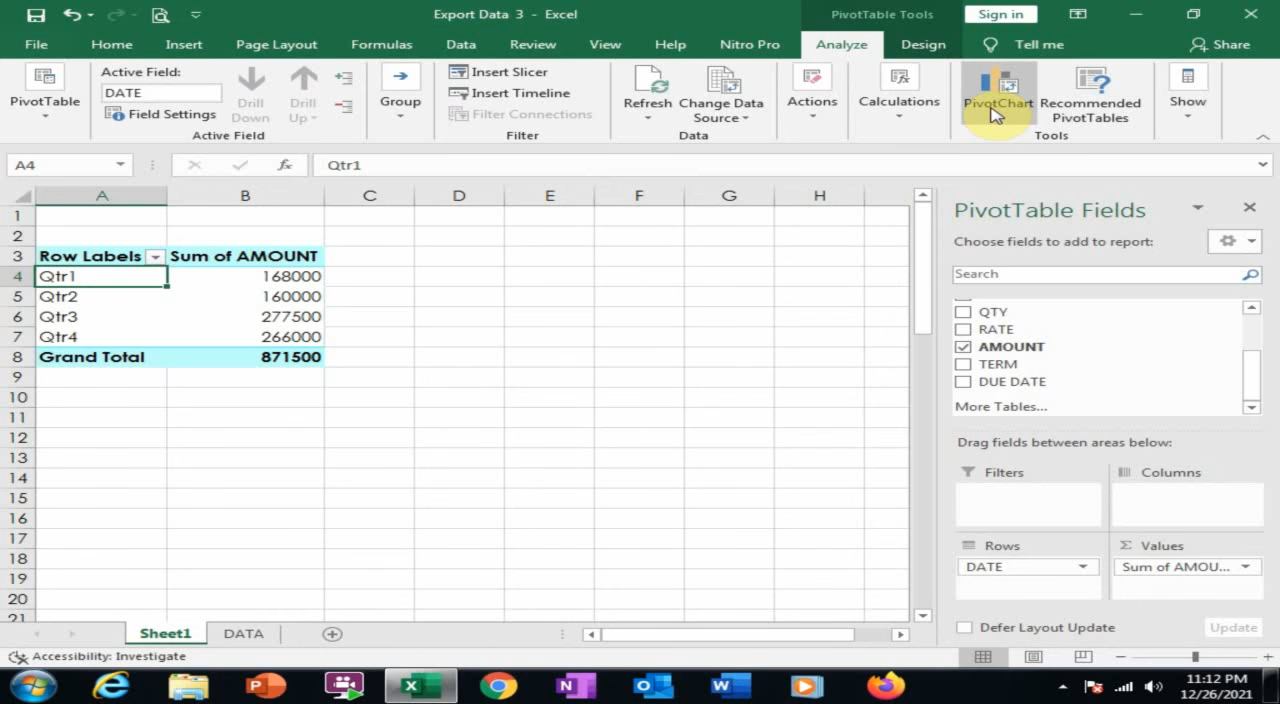 Export Data 3 - Excel
PivotTable Tools
Sign in
File Home Insert Page Layout Formulas Data Review View Help Nitro Pro Analyze Design Tell me Share
PivotTable
Active Field:
DATE
Field Settings
Drill Down
Drill Up
Active Field
Group
Insert Slicer
Insert Timeline
Filter Connections
Filter
Refresh
Change Data Source
Data
Actions
Calculations
PivotChart
Recommended PivotTables
Tools
Show
A4
fx
Qtr1
A B C D E F G H
1
2
3 Row Labels Sum of AMOUNT
4 Qtr1 168000
5 Qtr2 160000
6 Qtr3 277500
7 Qtr4 266000
8 Grand Total 871500
9
10
11
12
13
14
15
16
17
18
19
20
21
PivotTable Fields
Choose fields to add to report:
Search
QTY
RATE
AMOUNT
TERM
DUE DATE
More Tables...
Drag fields between areas below:
Filters
Columns
Rows
Σ Values
DATE
Sum of AMOU...
Defer Layout Update
Update
Sheet1 DATA
Accessibility: Investigate
11:12 PM
12/26/2021